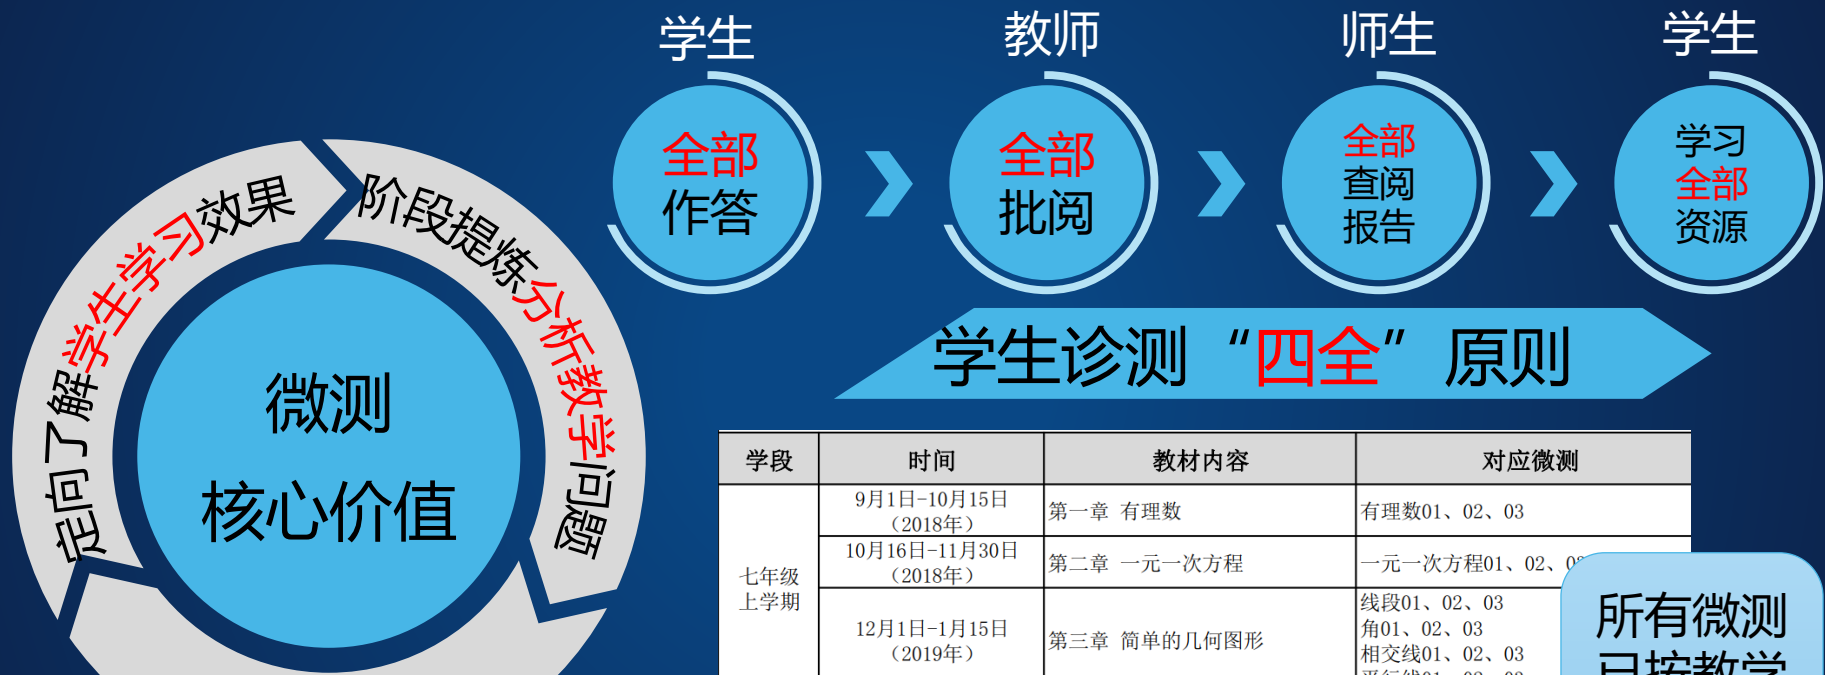 学生
教师
师生
学生
全部
作答
全部
批阅
全部
查阅
报告
学习
全部
资源
定向了解学生学习效果
阶段提炼分析教学问题
微测
核心价值
学生诊测“四全”原则
学段
时间
教材内容
对应微测
七年级
上学期
9月1日-10月15日
（2018年）
第一章 有理数
有理数01、02、03
10月16日-11月30日
（2018年）
第二章 一元一次方程
一元一次方程01、02、
12月1日-1月15日
（2019年）
第三章 简单的几何图形
线段01、02、03
角01、02、03
相交线01、02、03
所有微测
已按教学